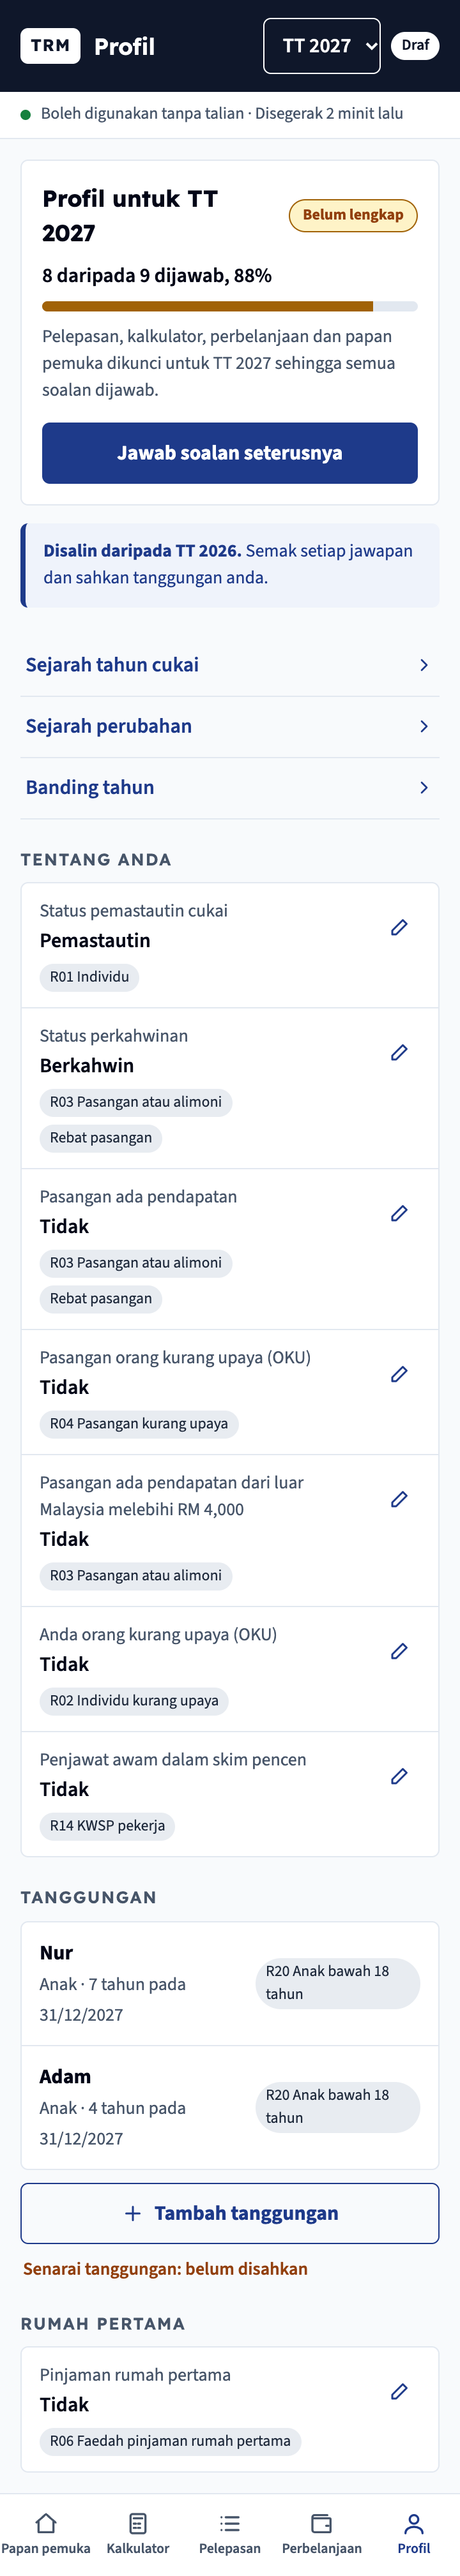 TRM Profil TT 2027 Draf
Boleh digunakan tanpa talian · Disegerak 2 minit lalu
Profil untuk TT
2027
Belum lengkap
8 daripada 9 dijawab, 88%
Pelepasan, kalkulator, perbelanjaan dan papan
pemuka dikunci untuk TT 2027 sehingga semua
soalan dijawab.
Jawab soalan seterusnya
Disalin daripada TT 2026. Semak setiap jawapan
dan sahkan tanggungan anda.
Sejarah tahun cukai
Sejarah perubahan
Banding tahun
TENTANG ANDA
Status pemastautin cukai
Pemastautin
R01 Individu
Status perkahwinan
Berkahwin
R03 Pasangan atau alimoni
Rebat pasangan
Pasangan ada pendapatan
Tidak
R03 Pasangan atau alimoni
Rebat pasangan
Pasangan orang kurang upaya (OKU)
Tidak
R04 Pasangan kurang upaya
Pasangan ada pendapatan dari luar
Malaysia melebihi RM 4,000
Tidak
R03 Pasangan atau alimoni
Anda orang kurang upaya (OKU)
Tidak
R02 Individu kurang upaya
Penjawat awam dalam skim pencen
Tidak
R14 KWSP pekerja
TANGGUNGAN
Nur
Anak · 7 tahun pada
31/12/2027
R20 Anak bawah 18
tahun
Adam
Anak · 4 tahun pada
31/12/2027
R20 Anak bawah 18
tahun
Tambah tanggungan
Senarai tanggungan: belum disahkan
RUMAH PERTAMA
Pinjaman rumah pertama
Tidak
R06 Faedah pinjaman rumah pertama
Papan pemuka Kalkulator Pelepasan Perbelanjaan Profil